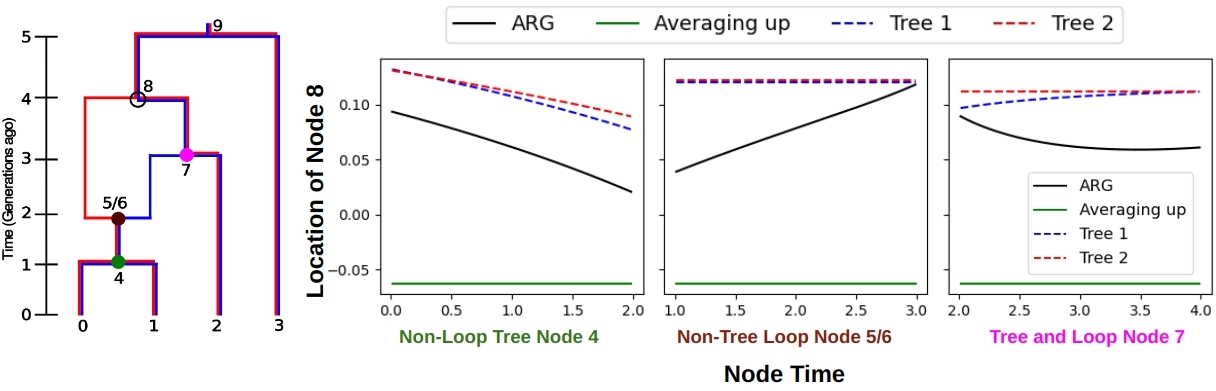 ARG Averaging up Tree 1 Tree 2
Time (Generations ago)
5
4
3
2
1
0
9
8
7
5/6
4
0 1 2 3
Location of Node 8
0.10
0.05
0.00
−0.05
0.0 0.5 1.0 1.5 2.0
Non-Loop Tree Node 4
1.0 1.5 2.0 2.5 3.0
Non-Tree Loop Node 5/6
ARG
Averaging up
Tree 1
Tree 2
2.0 2.5 3.0 3.5 4.0
Tree and Loop Node 7
Node Time